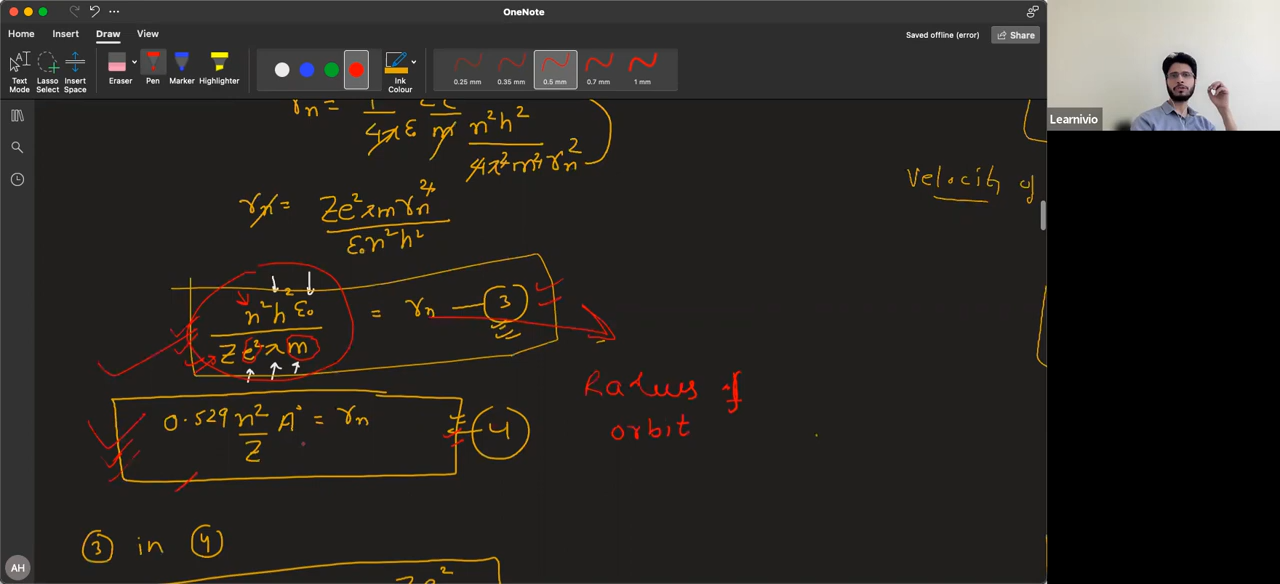 OneNote
Home Insert Draw View
Saved offline (error)
Share
Text Mode
Lasso Select
Insert Space
Eraser
Pen
Marker
Highlighter
Ink Colour
0.25 mm
0.35 mm
0.5 mm
0.7 mm
1 mm
Learnivio
n²h²
4π²m²rn²
Velocity of
rn = Ze²πmrn²
ε₀n²h²
n²h²ε₀
Ze²πm
= rn — 3
0.529 n²/Z A° = rn
4
Radius of
orbit
3 in 4
Ze²
AH